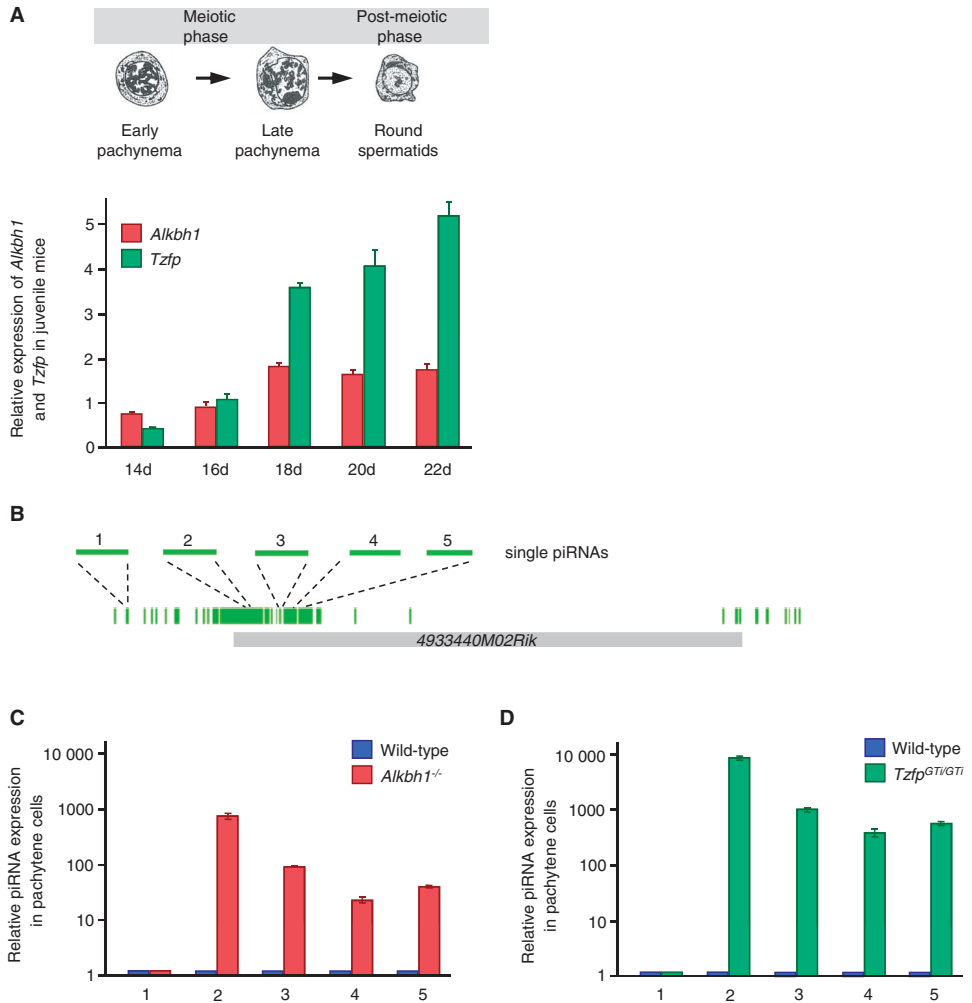 A
Meiotic
phase
Post-meiotic
phase
Early
pachynema
Late
pachynema
Round
spermatids
Relative expression of Alkbh1
and Tzfp in juvenile mice
5
4
3
2
1
0
Alkbh1
Tzfp
14d 16d 18d 20d 22d
B
1 2 3 4 5
single piRNAs
4933440M02Rik
C
Relative piRNA expression
in pachytene cells
10 000
1000
100
10
1
Wild-type
Alkbh1-/-
1 2 3 4 5
D
Relative piRNA expression
in pachytene cells
10 000
1000
100
10
1
Wild-type
TzfpGTi/GTi
1 2 3 4 5